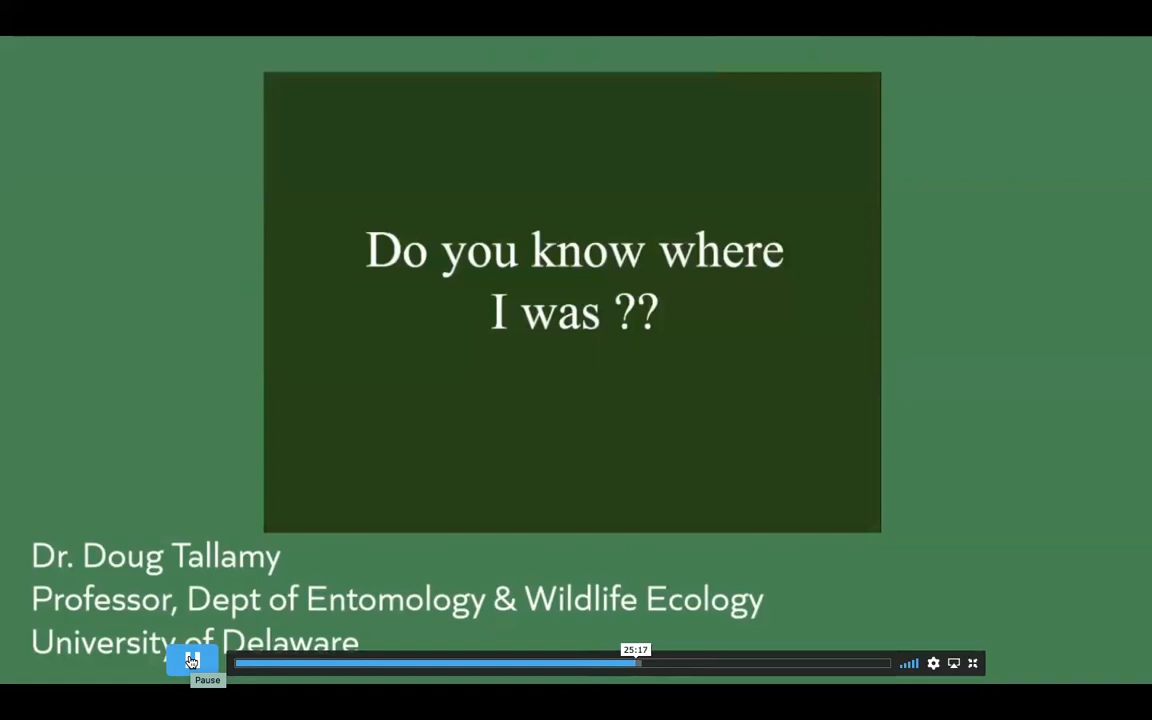 Do you know where
I was ??
Dr. Doug Tallamy
Professor, Dept of Entomology & Wildlife Ecology
University of Delaware
25:17
Pause